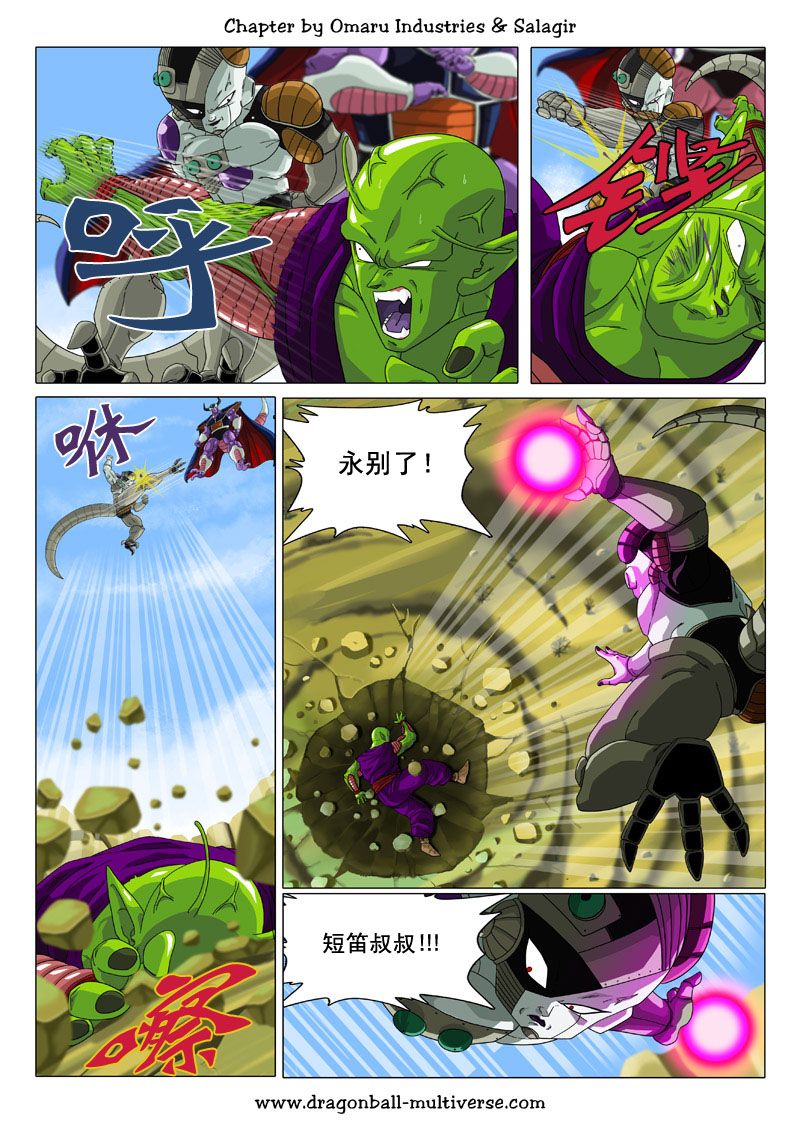 Chapter by Omaru Industries & Salagir
呼
铿
咻
永别了！
嚓
短笛叔叔!!!
www.dragonball-multiverse.com